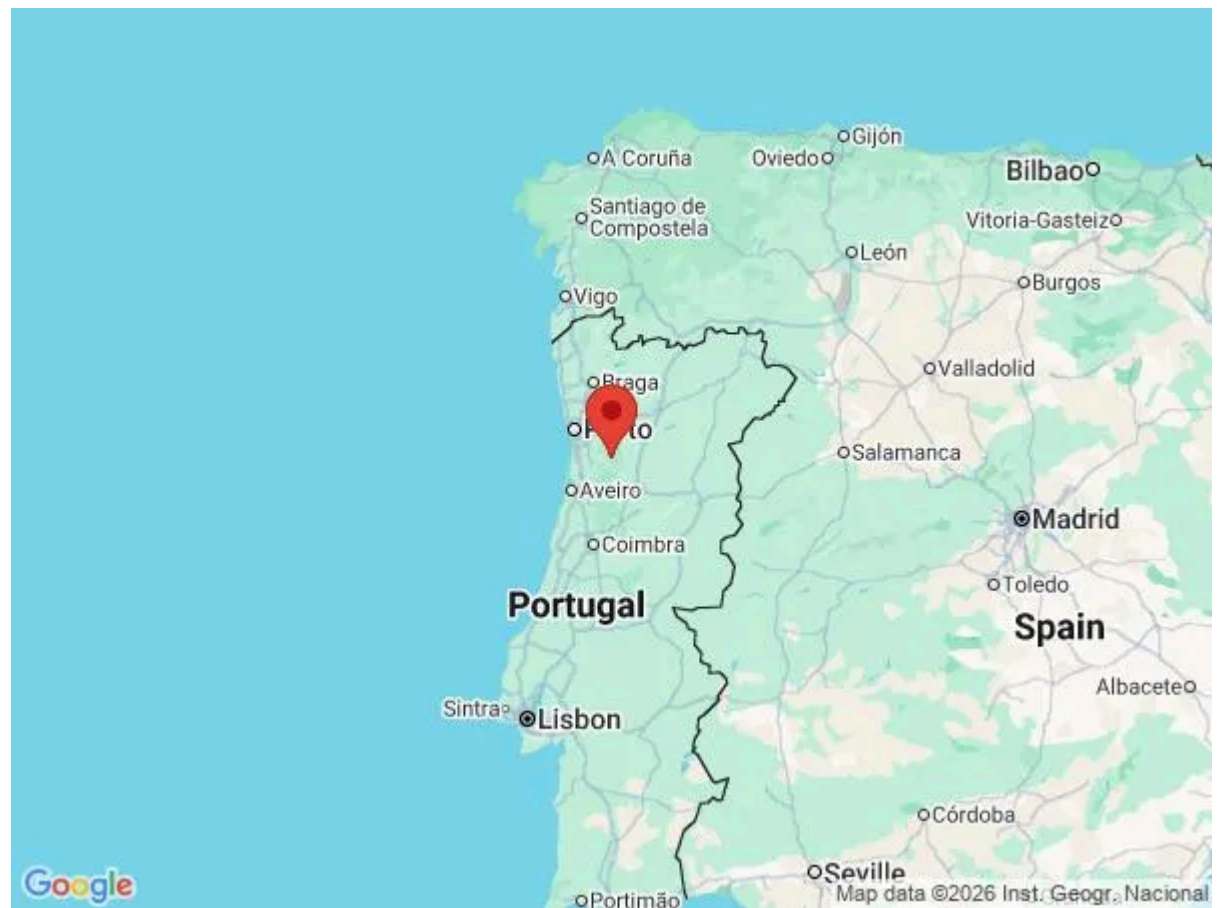 A Coruña
Gijón
Oviedo
Bilbao
Santiago de
Compostela
Vitoria-Gasteiz
León
Burgos
Vigo
Valladolid
Braga
Salamanca
Aveiro
Madrid
Coimbra
Toledo
Portugal
Spain
Albacete
Sintra
Lisbon
Córdoba
Seville
Portimão
Google
Map data ©2026 Inst. Geogr. Nacional